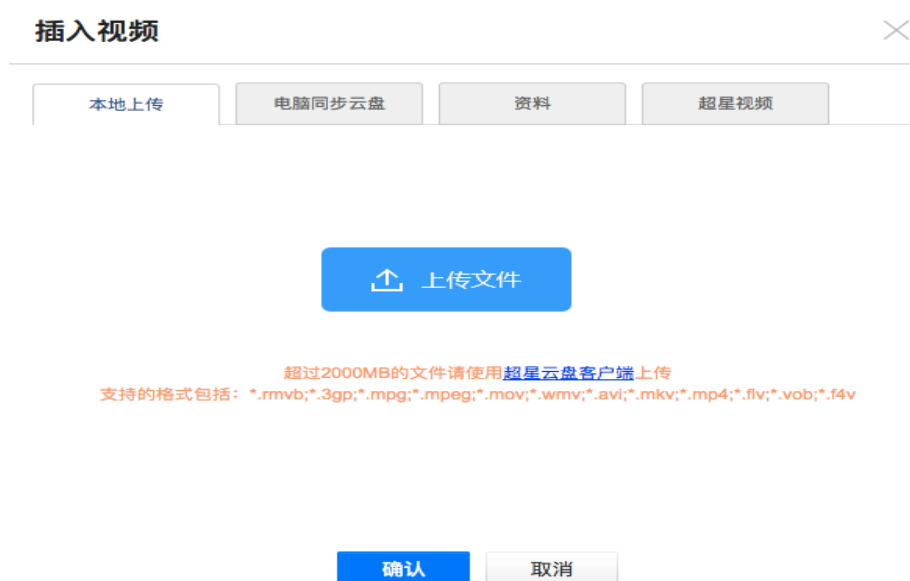 插入视频
本地上传 电脑同步云盘 资料 超星视频
上传文件
超过2000MB的文件请使用超星云盘客户端上传
支持的格式包括：*.rmvb;*.3gp;*.mpg;*.mpeg;*.mov;*.wmv;*.avi;*.mkv;*.mp4;*.flv;*.vob;*.f4v
确认 取消